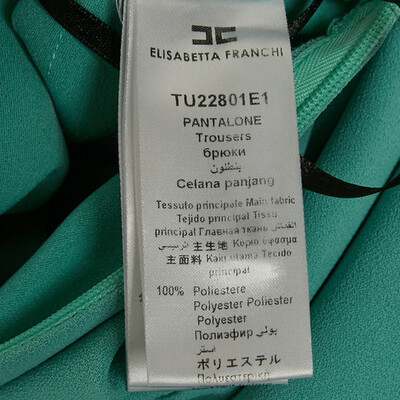 ELISABETTA FRANCHI
TU22801E1
PANTALONE
Trousers
брюки
بنطلون
Celana panjang
Tessuto principale Main fabric
Tejido principal Tissu
principal Главная ткань القماش
الرئيسي 主生地 Κύριο ύφασμα
主面料 Kain utama Tecido
principal
100% Poliestere
Polyester Poliester
Polyester
Полиэфир بولي
استر
ポリエステル
Πολυεστερικη